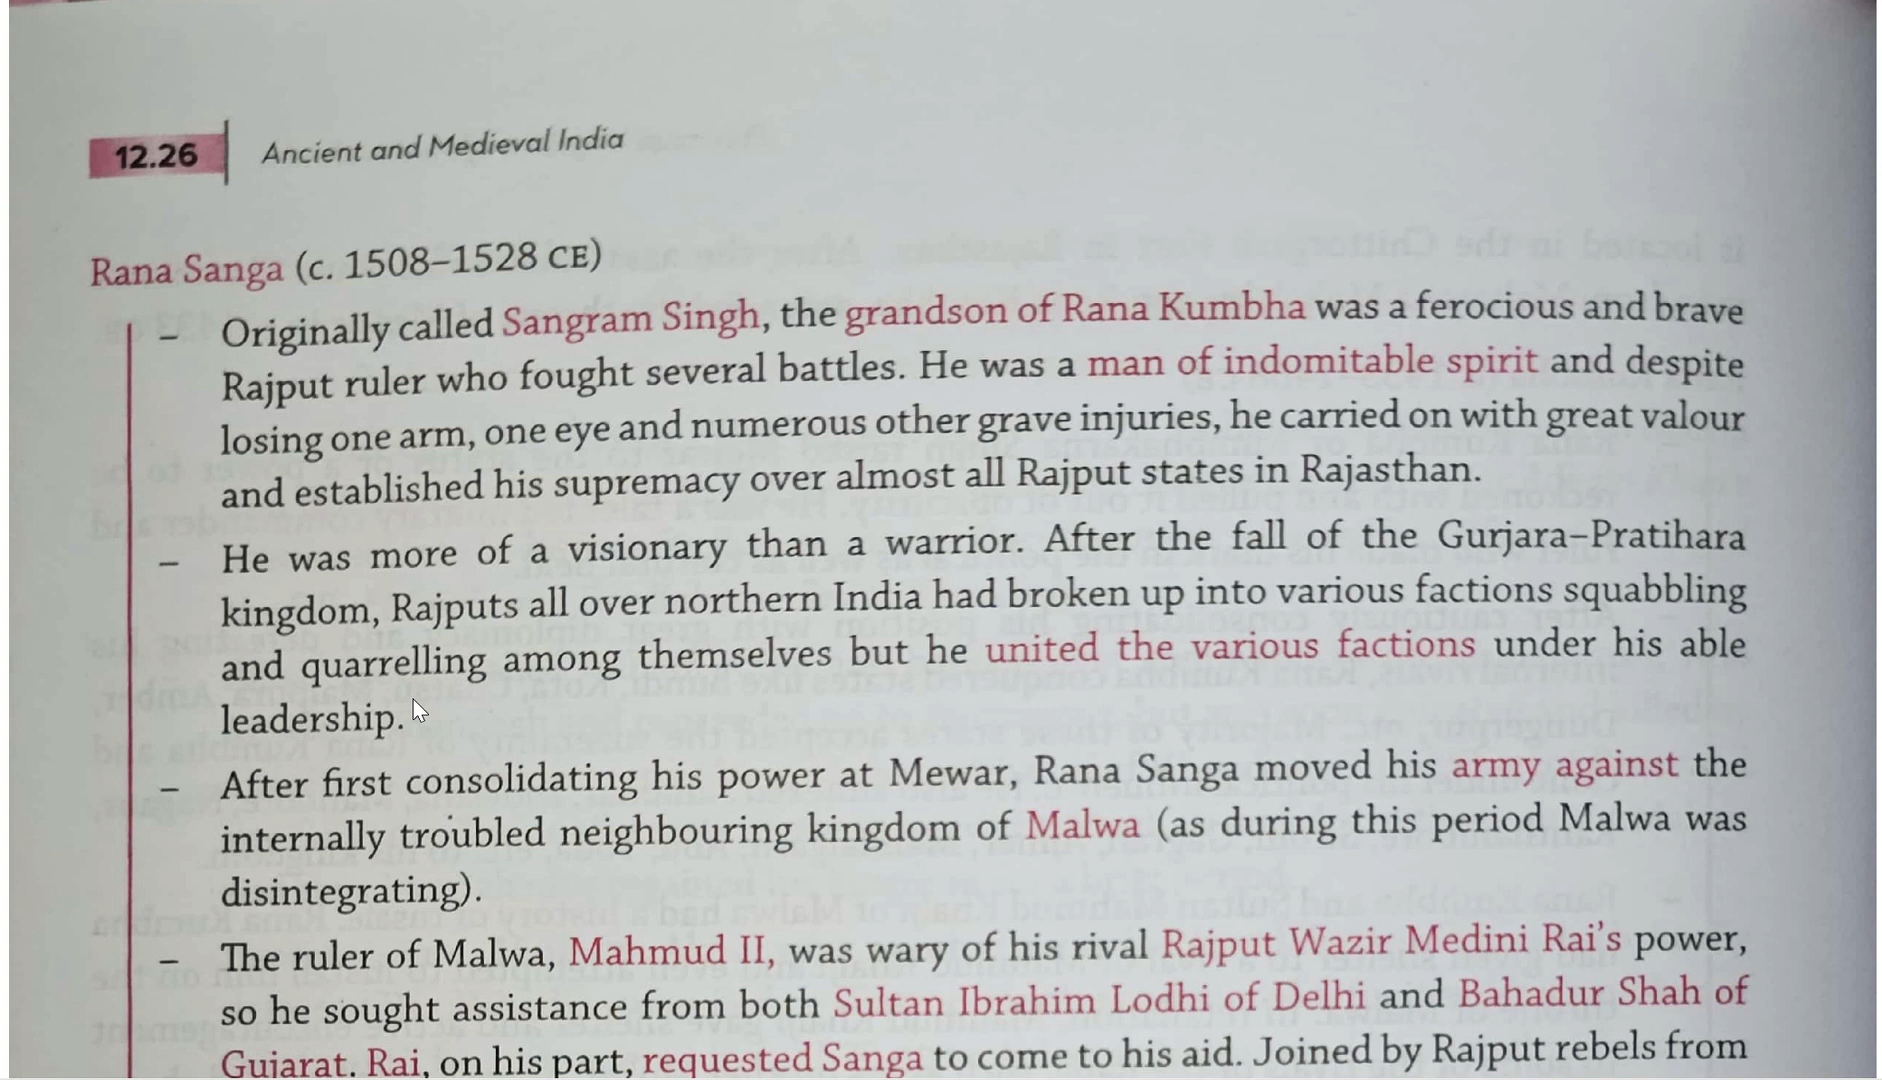 12.26 Ancient and Medieval India
Rana Sanga (c. 1508–1528 CE)
– Originally called Sangram Singh, the grandson of Rana Kumbha was a ferocious and brave
Rajput ruler who fought several battles. He was a man of indomitable spirit and despite
losing one arm, one eye and numerous other grave injuries, he carried on with great valour
and established his supremacy over almost all Rajput states in Rajasthan.
– He was more of a visionary than a warrior. After the fall of the Gurjara–Pratihara
kingdom, Rajputs all over northern India had broken up into various factions squabbling
and quarrelling among themselves but he united the various factions under his able
leadership.
– After first consolidating his power at Mewar, Rana Sanga moved his army against the
internally troubled neighbouring kingdom of Malwa (as during this period Malwa was
disintegrating).
– The ruler of Malwa, Mahmud II, was wary of his rival Rajput Wazir Medini Rai's power,
so he sought assistance from both Sultan Ibrahim Lodhi of Delhi and Bahadur Shah of
Gujarat. Rai, on his part, requested Sanga to come to his aid. Joined by Rajput rebels from